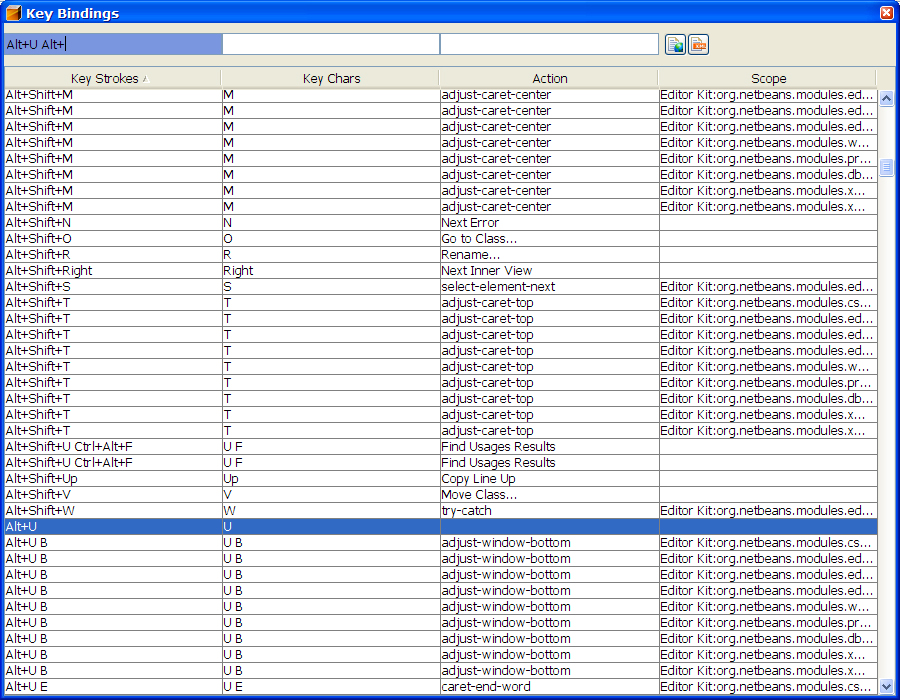 Key Bindings
Alt+U Alt+
Key Strokes Key Chars Action Scope
Alt+Shift+M M adjust-caret-center Editor Kit:org.netbeans.modules.ed...
Alt+Shift+M M adjust-caret-center Editor Kit:org.netbeans.modules.ed...
Alt+Shift+M M adjust-caret-center Editor Kit:org.netbeans.modules.ed...
Alt+Shift+M M adjust-caret-center Editor Kit:org.netbeans.modules.w...
Alt+Shift+M M adjust-caret-center Editor Kit:org.netbeans.modules.pr...
Alt+Shift+M M adjust-caret-center Editor Kit:org.netbeans.modules.db...
Alt+Shift+M M adjust-caret-center Editor Kit:org.netbeans.modules.x...
Alt+Shift+M M adjust-caret-center Editor Kit:org.netbeans.modules.x...
Alt+Shift+N N Next Error
Alt+Shift+O O Go to Class...
Alt+Shift+R R Rename...
Alt+Shift+Right Right Next Inner View
Alt+Shift+S S select-element-next Editor Kit:org.netbeans.modules.ed...
Alt+Shift+T T adjust-caret-top Editor Kit:org.netbeans.modules.cs...
Alt+Shift+T T adjust-caret-top Editor Kit:org.netbeans.modules.ed...
Alt+Shift+T T adjust-caret-top Editor Kit:org.netbeans.modules.ed...
Alt+Shift+T T adjust-caret-top Editor Kit:org.netbeans.modules.ed...
Alt+Shift+T T adjust-caret-top Editor Kit:org.netbeans.modules.w...
Alt+Shift+T T adjust-caret-top Editor Kit:org.netbeans.modules.pr...
Alt+Shift+T T adjust-caret-top Editor Kit:org.netbeans.modules.db...
Alt+Shift+T T adjust-caret-top Editor Kit:org.netbeans.modules.x...
Alt+Shift+T T adjust-caret-top Editor Kit:org.netbeans.modules.x...
Alt+Shift+U Ctrl+Alt+F U F Find Usages Results
Alt+Shift+U Ctrl+Alt+F U F Find Usages Results
Alt+Shift+Up Up Copy Line Up
Alt+Shift+V V Move Class...
Alt+Shift+W W try-catch Editor Kit:org.netbeans.modules.ed...
Alt+U U
Alt+U B U B adjust-window-bottom Editor Kit:org.netbeans.modules.cs...
Alt+U B U B adjust-window-bottom Editor Kit:org.netbeans.modules.ed...
Alt+U B U B adjust-window-bottom Editor Kit:org.netbeans.modules.ed...
Alt+U B U B adjust-window-bottom Editor Kit:org.netbeans.modules.ed...
Alt+U B U B adjust-window-bottom Editor Kit:org.netbeans.modules.w...
Alt+U B U B adjust-window-bottom Editor Kit:org.netbeans.modules.pr...
Alt+U B U B adjust-window-bottom Editor Kit:org.netbeans.modules.db...
Alt+U B U B adjust-window-bottom Editor Kit:org.netbeans.modules.x...
Alt+U B U B adjust-window-bottom Editor Kit:org.netbeans.modules.x...
Alt+U E U E caret-end-word Editor Kit:org.netbeans.modules.cs...